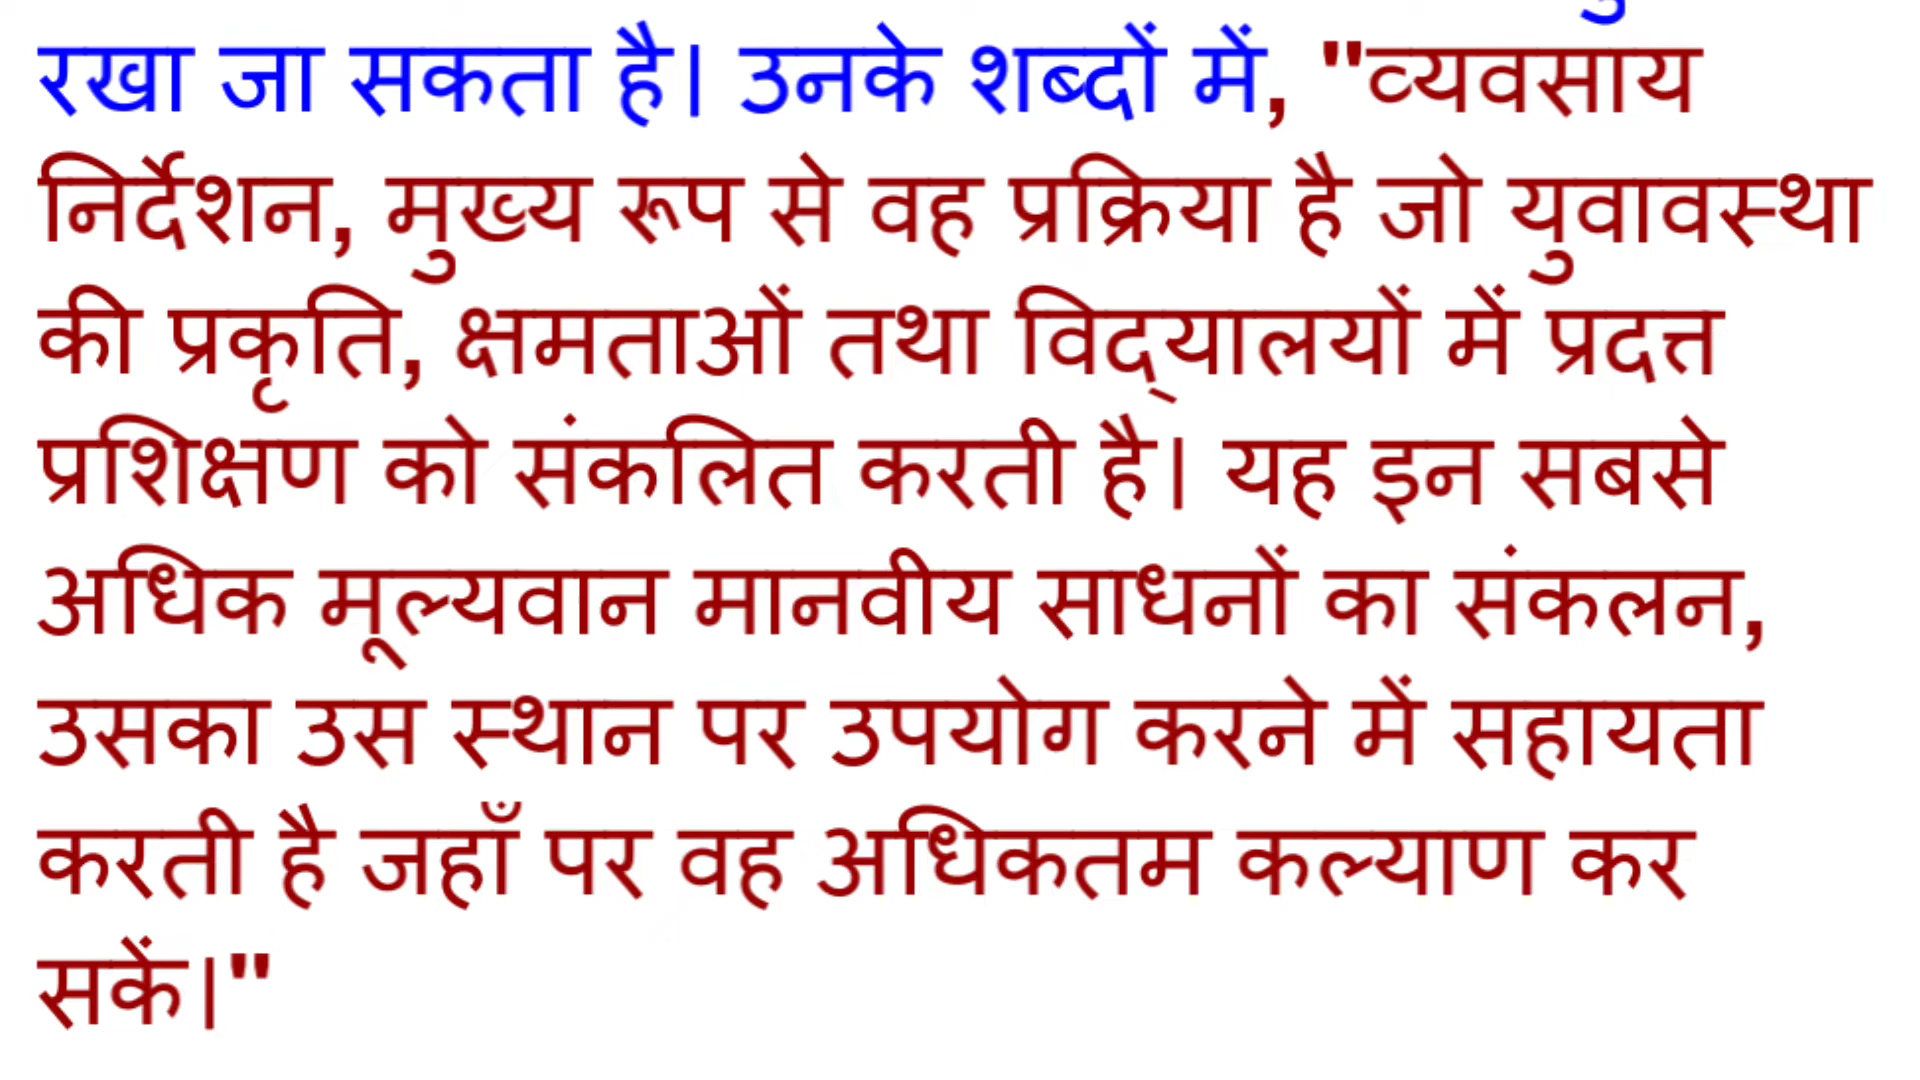 रखा जा सकता है। उनके शब्दों में, "व्यवसाय
निर्देशन, मुख्य रूप से वह प्रक्रिया है जो युवावस्था
की प्रकृति, क्षमताओं तथा विद्‌यालयों में प्रदत्त
प्रशिक्षण को संकलित करती है। यह इन सबसे
अधिक मूल्यवान मानवीय साधनों का संकलन,
उसका उस स्थान पर उपयोग करने में सहायता
करती है जहाँ पर वह अधिकतम कल्याण कर
सकें।"